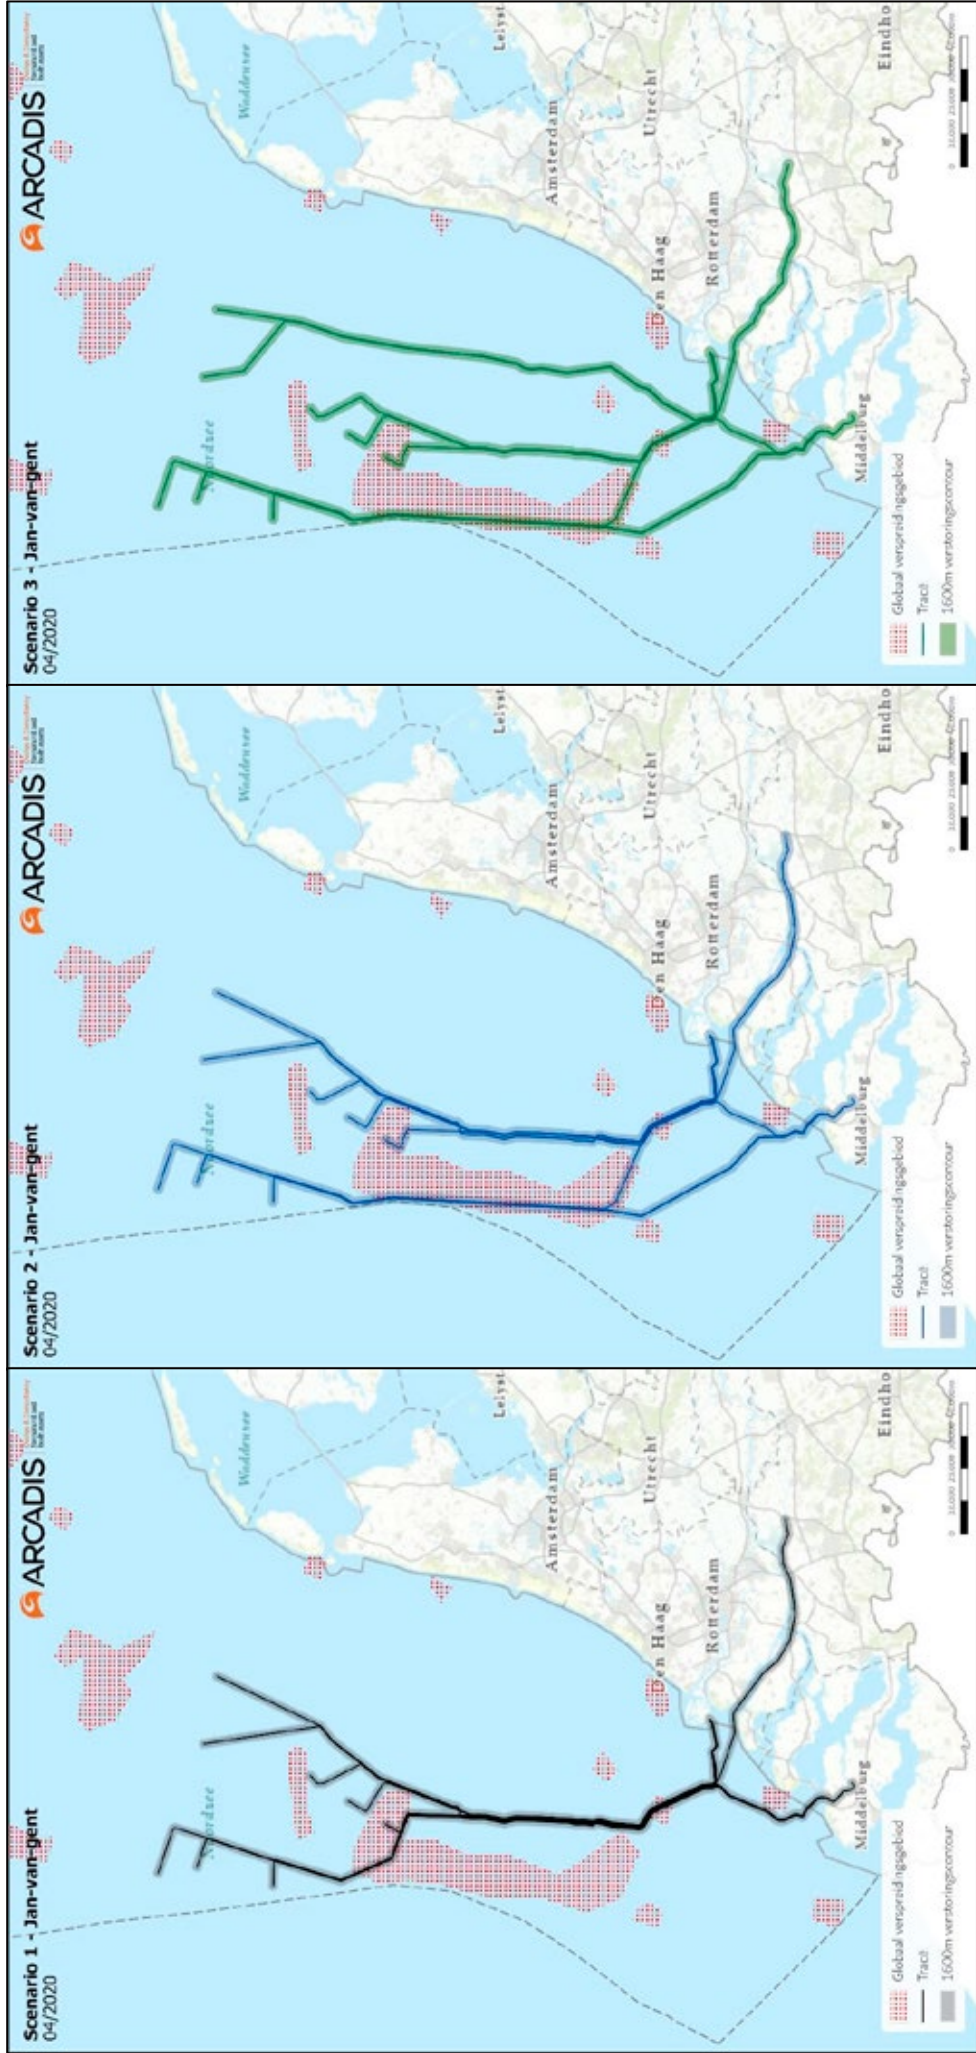 Scenario 1 - Jan-van-gent
04/2020
ARCADIS
Waddenzee
Noordzee
Lelyst
Amsterdam
Utrecht
Den Haag
Rotterdam
Middelburg
Eindho
Globaal verspreidingsgebied
Tracé
1600m verstoringscontour
Scenario 2 - Jan-van-gent
04/2020
ARCADIS
Waddenzee
Noordzee
Lelyst
Amsterdam
Utrecht
Den Haag
Rotterdam
Middelburg
Eindho
Globaal verspreidingsgebied
Tracé
1600m verstoringscontour
Scenario 3 - Jan-van-gent
04/2020
ARCADIS
Waddenzee
Noordzee
Lelyst
Amsterdam
Utrecht
Den Haag
Rotterdam
Middelburg
Eindho
Globaal verspreidingsgebied
Tracé
1600m verstoringscontour